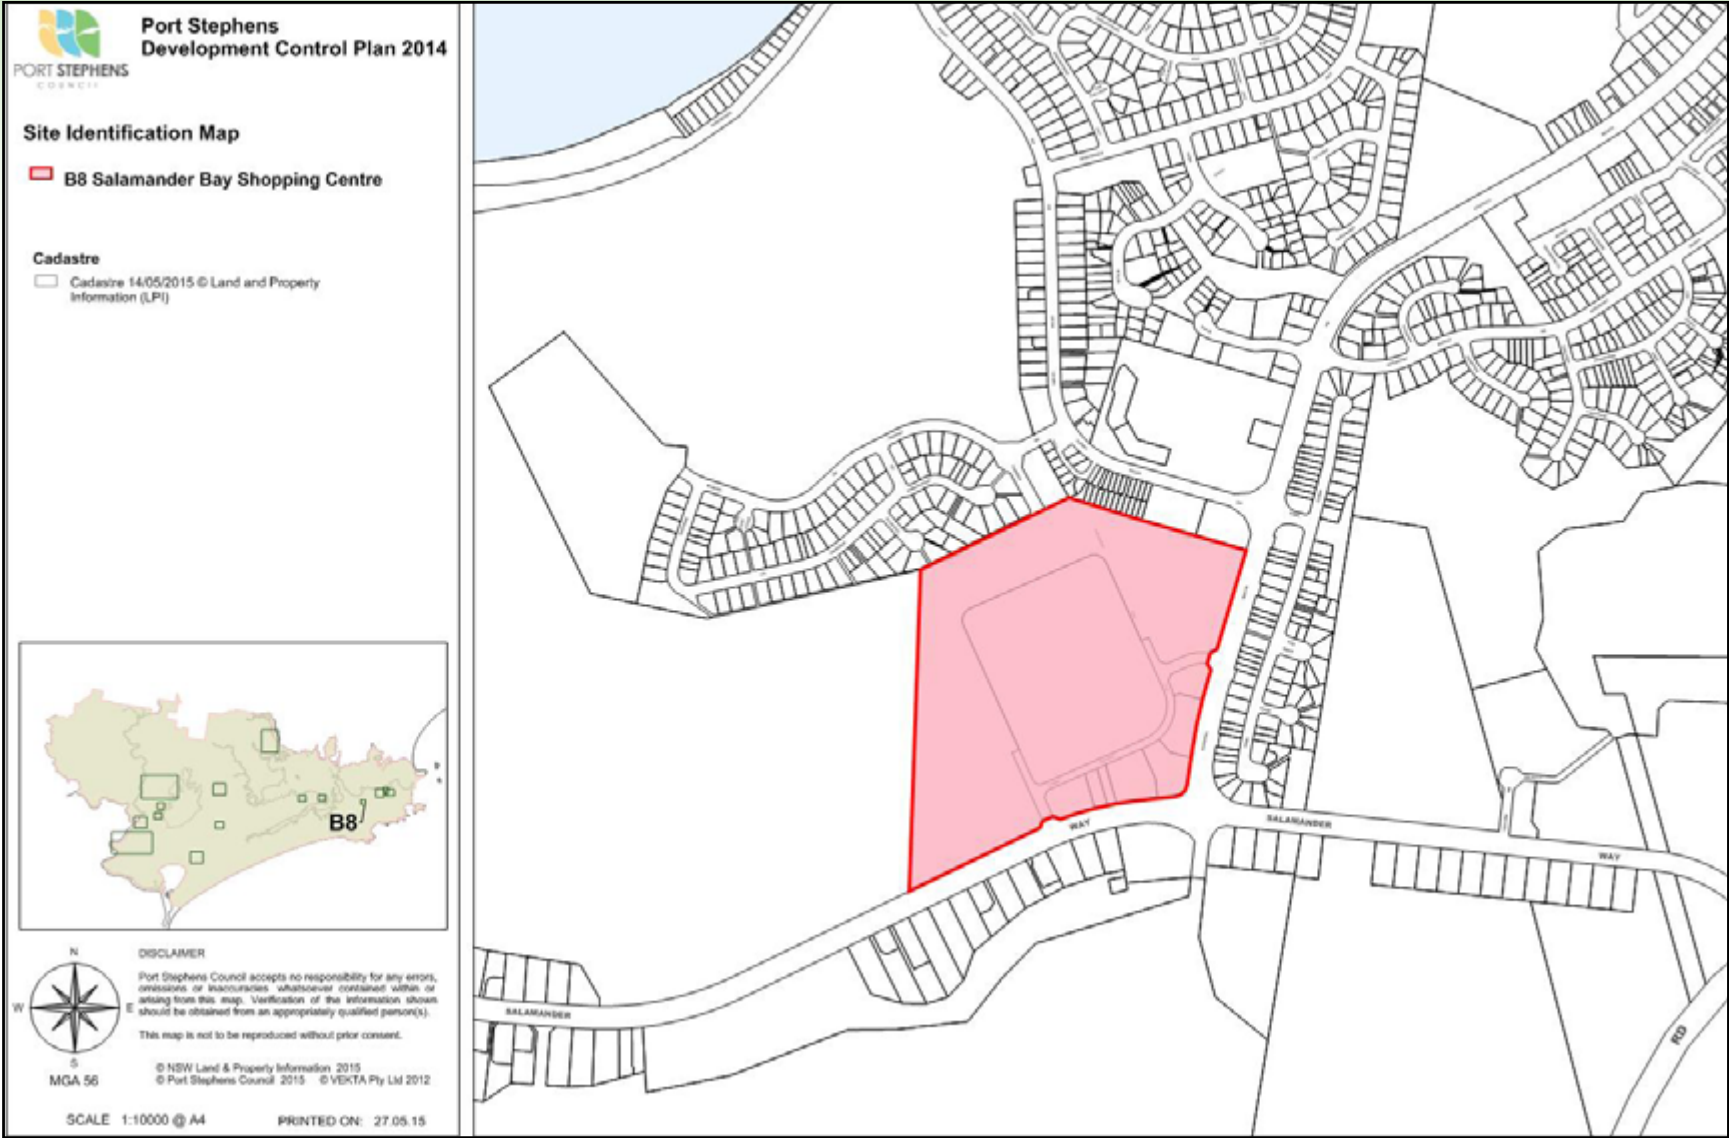 Port Stephens
Development Control Plan 2014
PORT STEPHENS
COUNCIL
Site Identification Map
B8 Salamander Bay Shopping Centre
Cadastre
Cadastre 14/05/2015 © Land and Property
Information (LPI)
B8
N
W
E
S
MGA 56
DISCLAIMER
Port Stephens Council accepts no responsibility for any errors,
omissions or inaccuracies whatsoever contained within or
arising from this map. Verification of the information shown
should be obtained from an appropriately qualified person(s).
This map is not to be reproduced without prior consent.
© NSW Land & Property Information 2015
© Port Stephens Council 2015 © VEKTA Pty Ltd 2012
SCALE 1:10000 @ A4
PRINTED ON: 27.05.15
WAY
SALAMANDER
WAY
SALAMANDER
RD